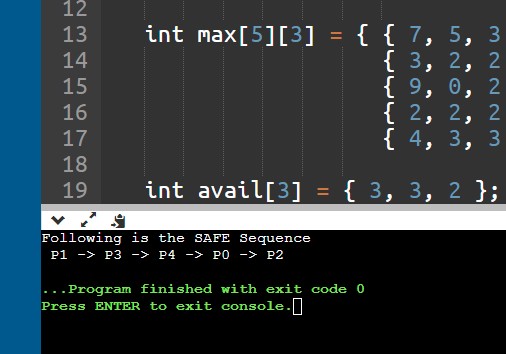 12
13 int max[5][3] = { { 7, 5, 3
14 { 3, 2, 2
15 { 9, 0, 2
16 { 2, 2, 2
17 { 4, 3, 3
18
19 int avail[3] = { 3, 3, 2 };
Following is the SAFE Sequence
P1 -> P3 -> P4 -> P0 -> P2
...Program finished with exit code 0
Press ENTER to exit console.